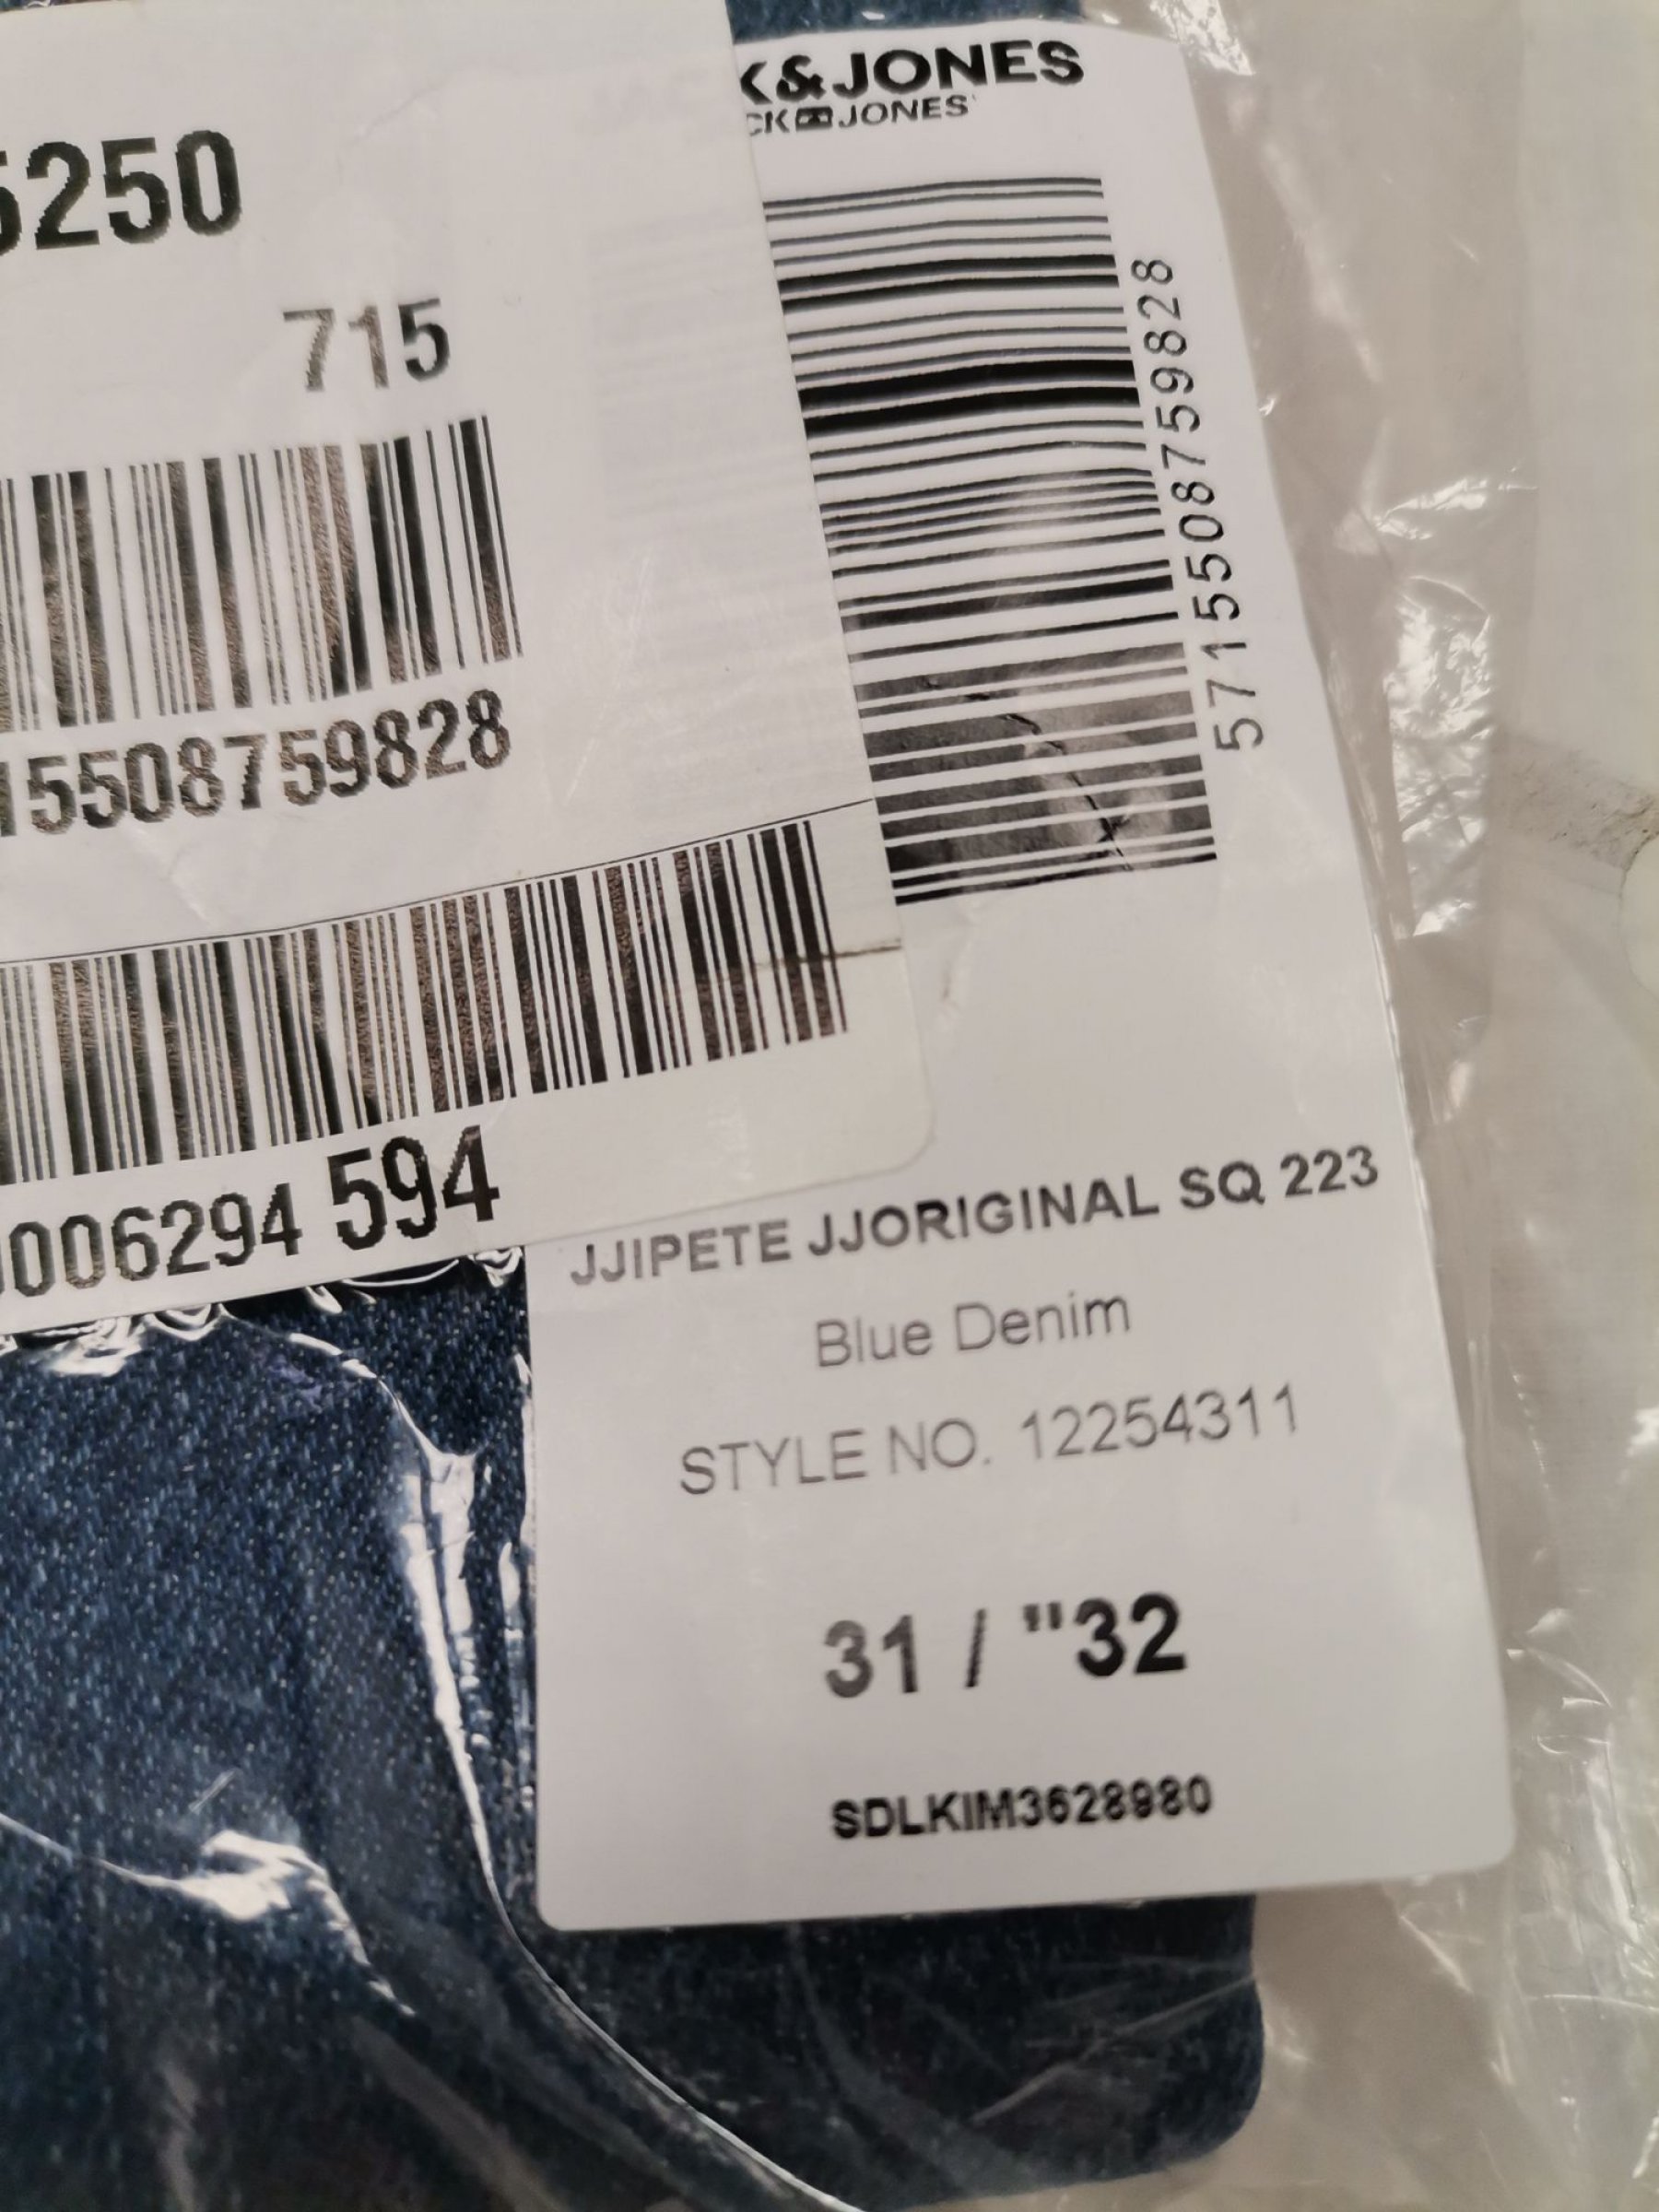 5250
715
15508759828
006294 594
K&JONES
CK JONES
5715508759828
JJIPETE JJORIGINAL SQ 223
Blue Denim
STYLE NO. 12254311
31 / "32
SDLKIM3628980